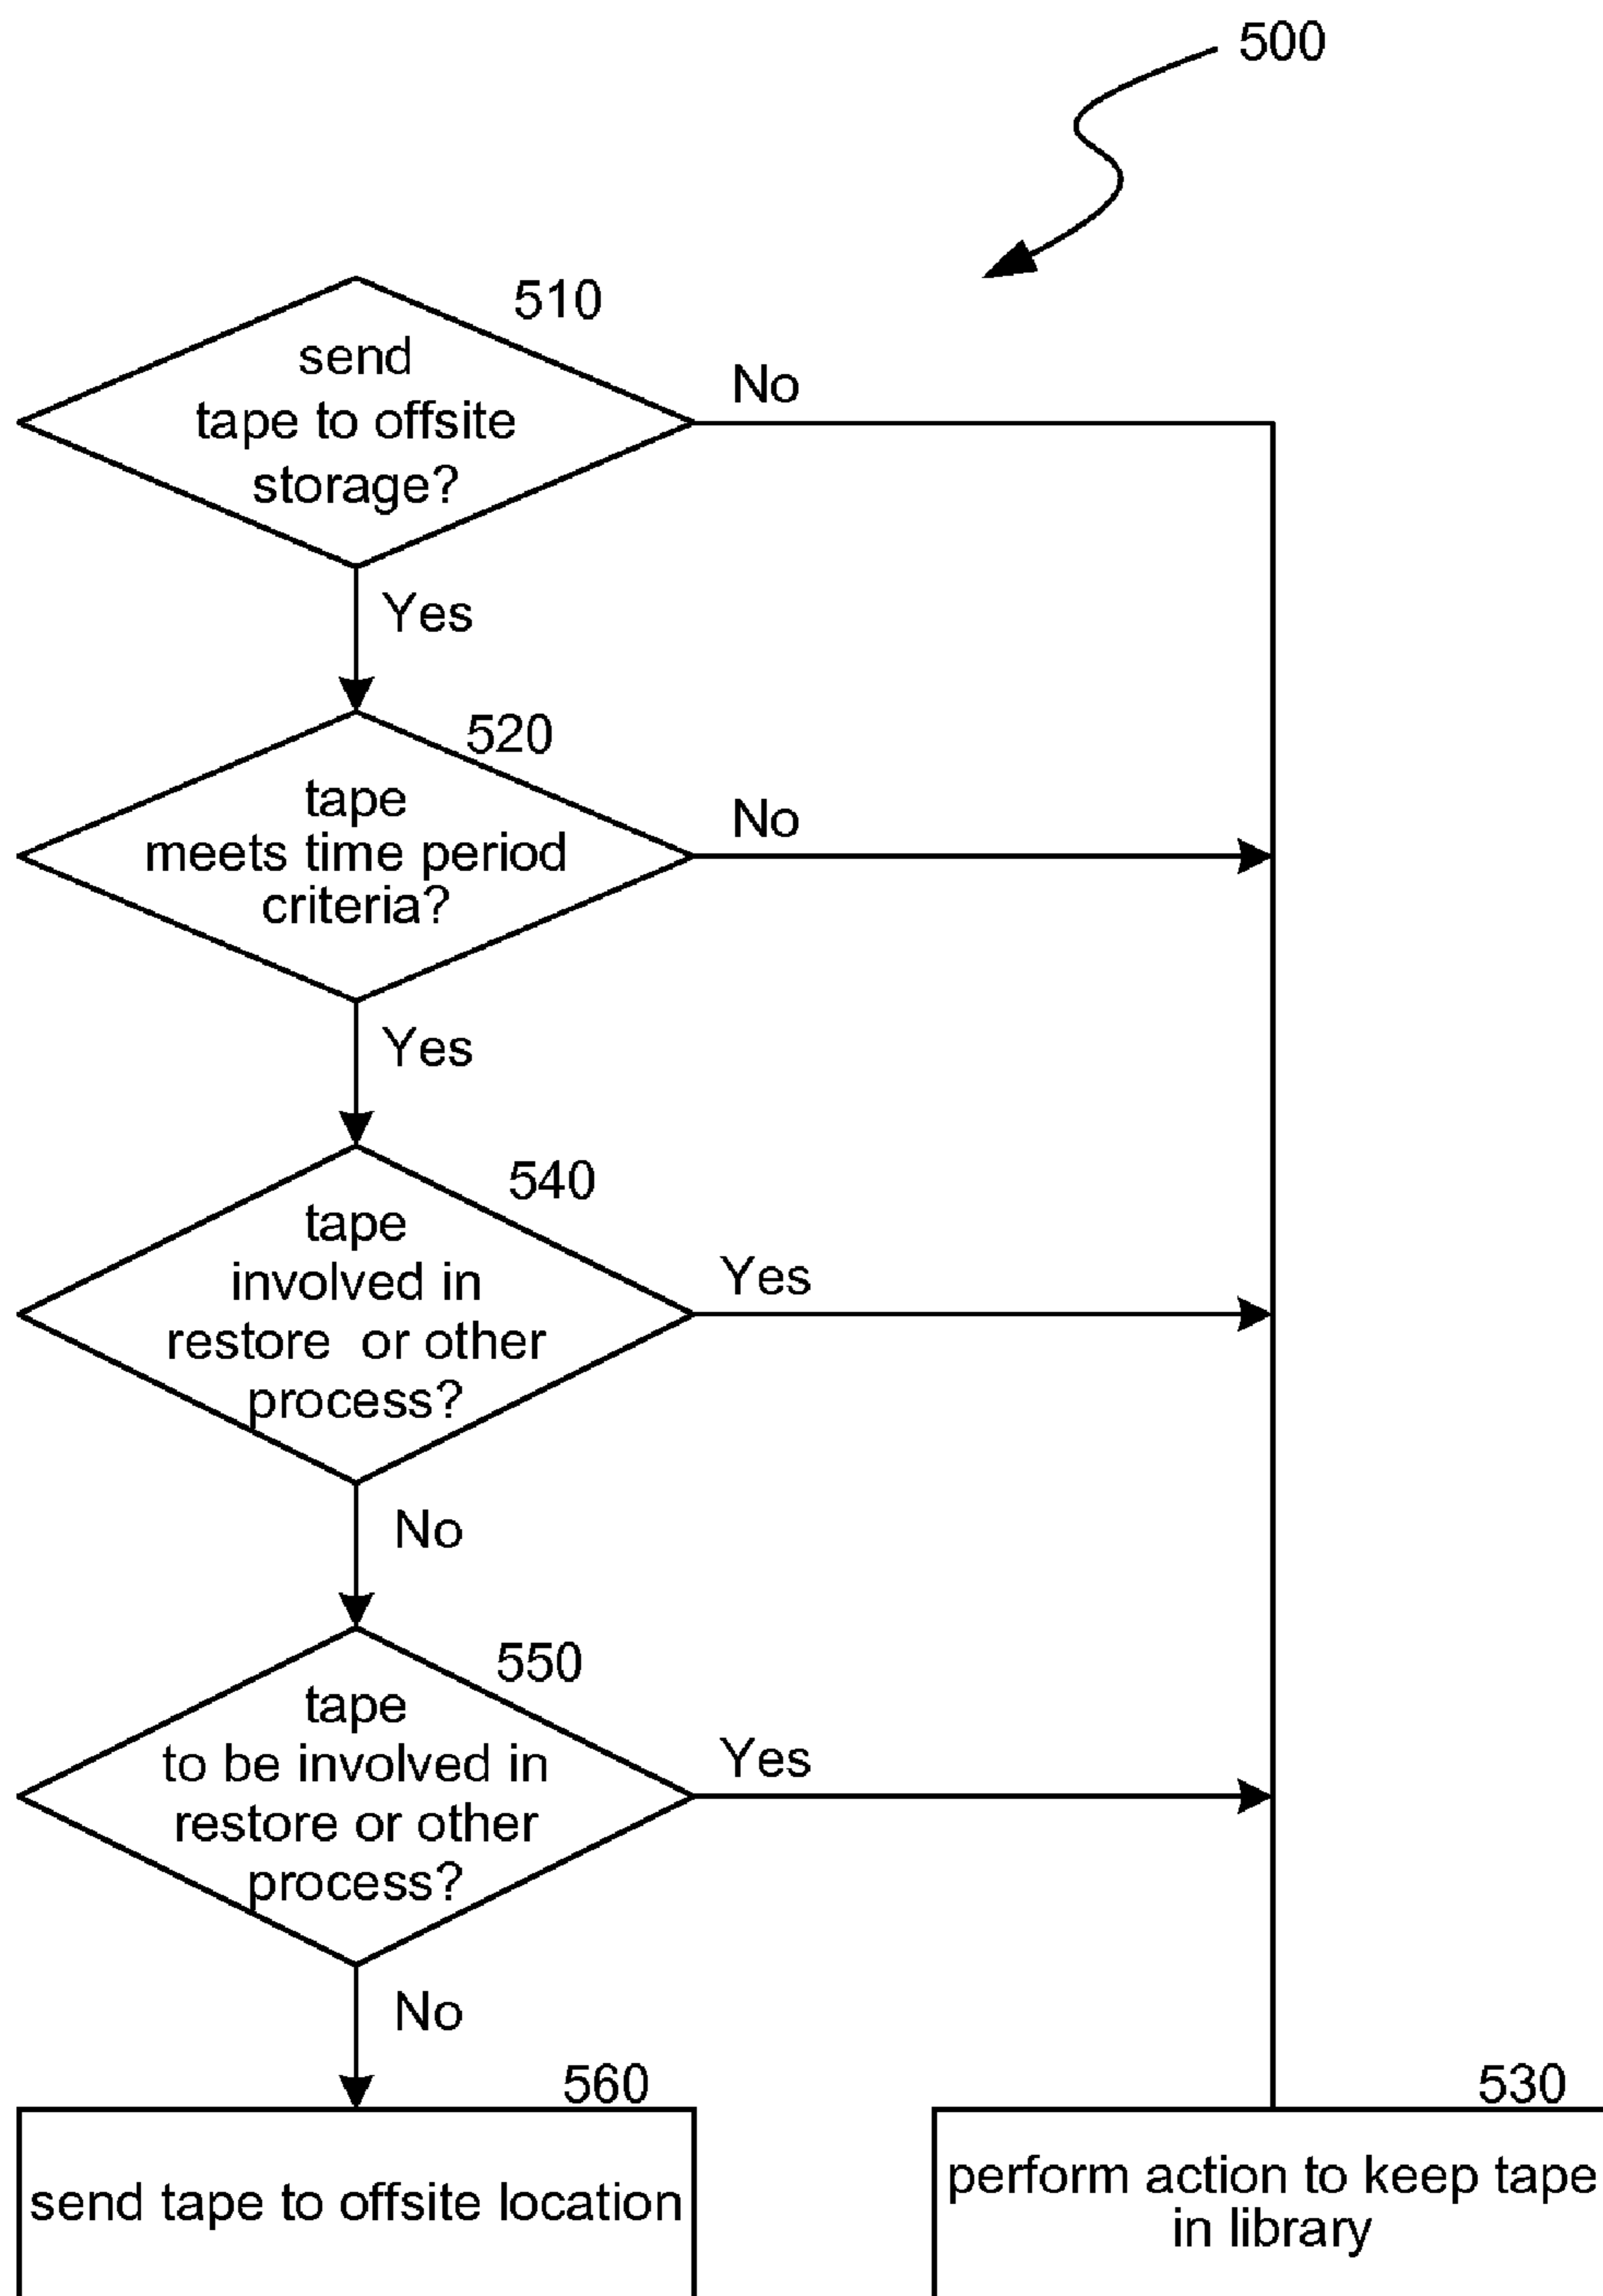 500
510
send
tape to offsite
storage?
No
Yes
520
tape
meets time period
criteria?
No
Yes
540
tape
involved in
restore or other
process?
Yes
No
550
tape
to be involved in
restore or other
process?
Yes
No
560
send tape to offsite location
530
perform action to keep tape
in library